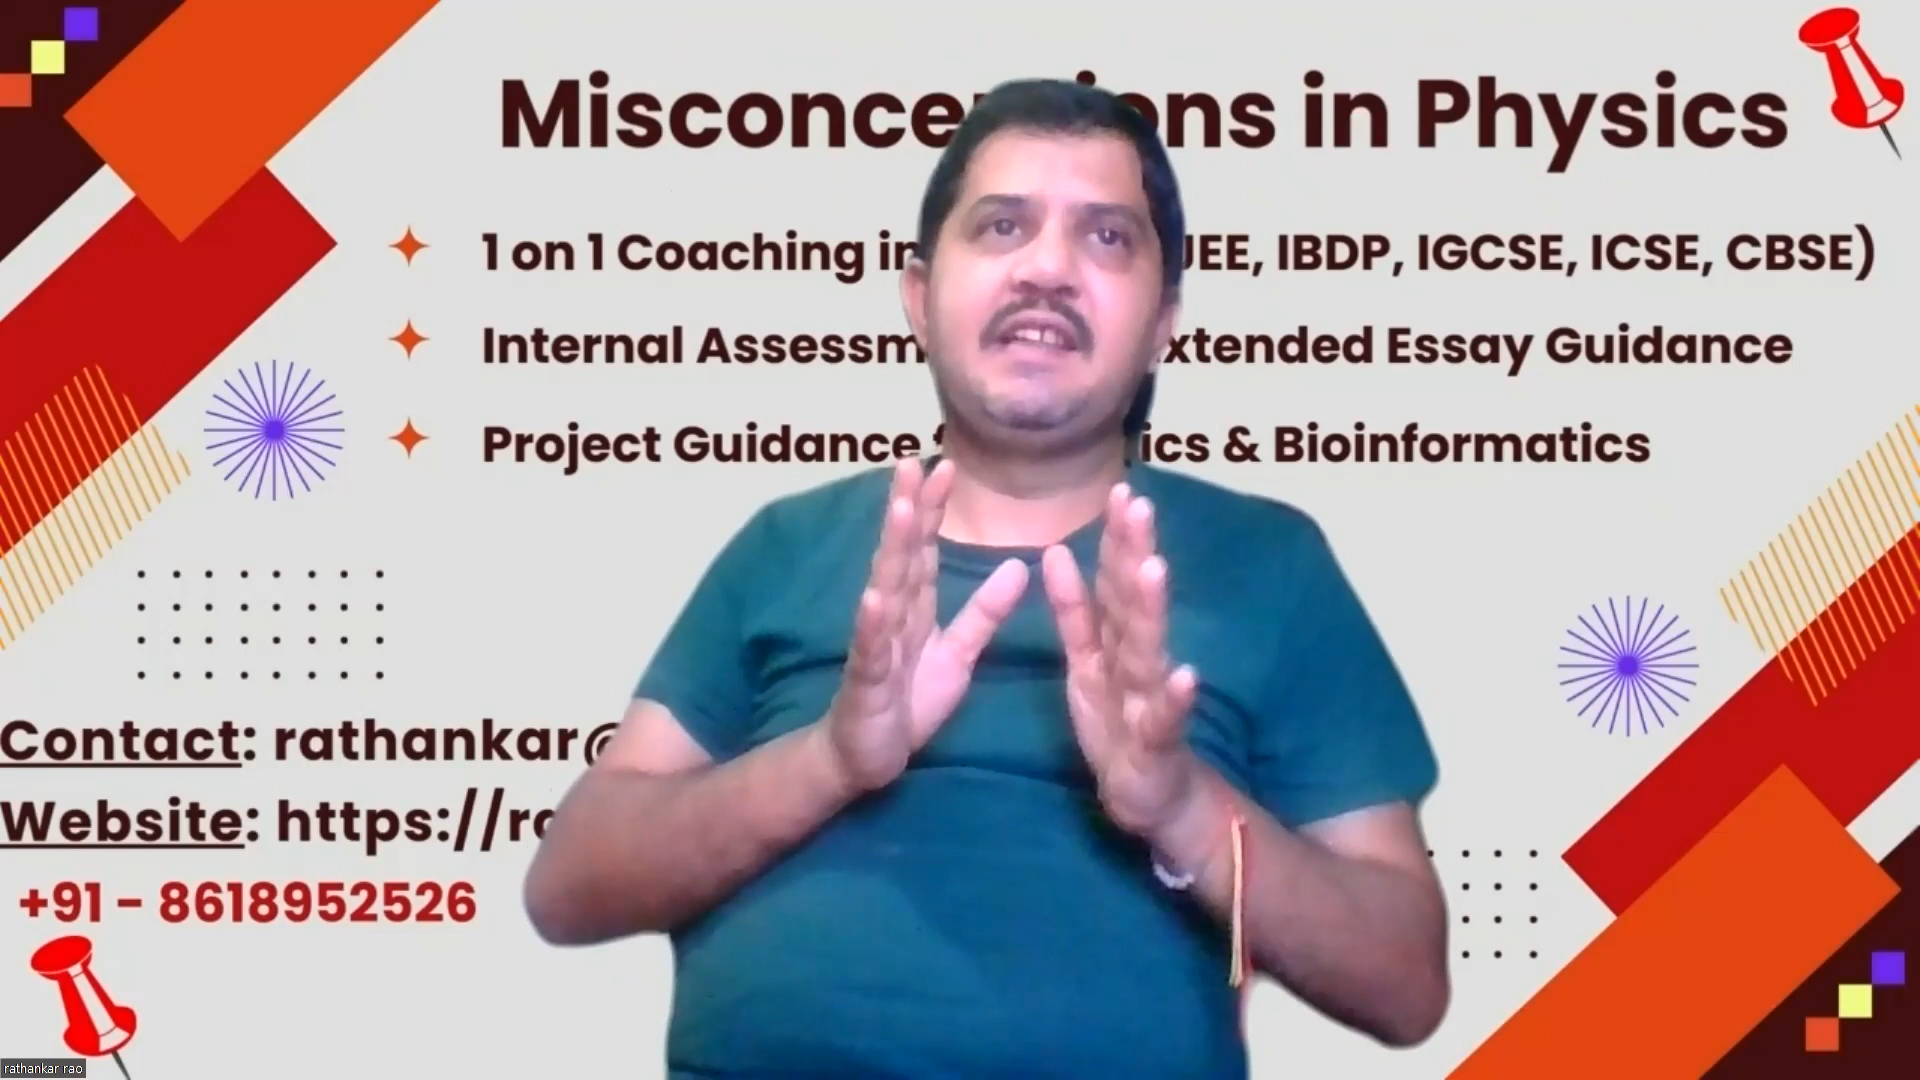 Misconce ons in Physics
1 on 1 Coaching in JEE, IBDP, IGCSE, ICSE, CBSE)
Internal Assessm xtended Essay Guidance
Project Guidance ics & Bioinformatics
Contact: rathankar@
Website: https://r
+91 - 8618952526
rathankar rao